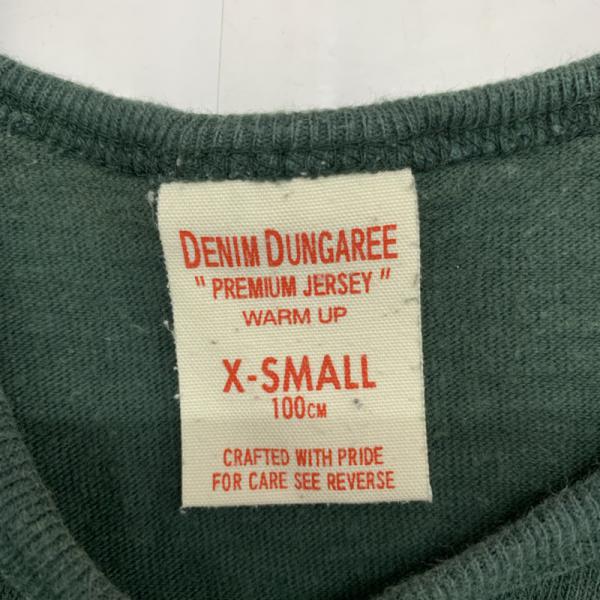 DENIM DUNGAREE
" PREMIUM JERSEY "
WARM UP
X-SMALL
100CM
CRAFTED WITH PRIDE
FOR CARE SEE REVERSE